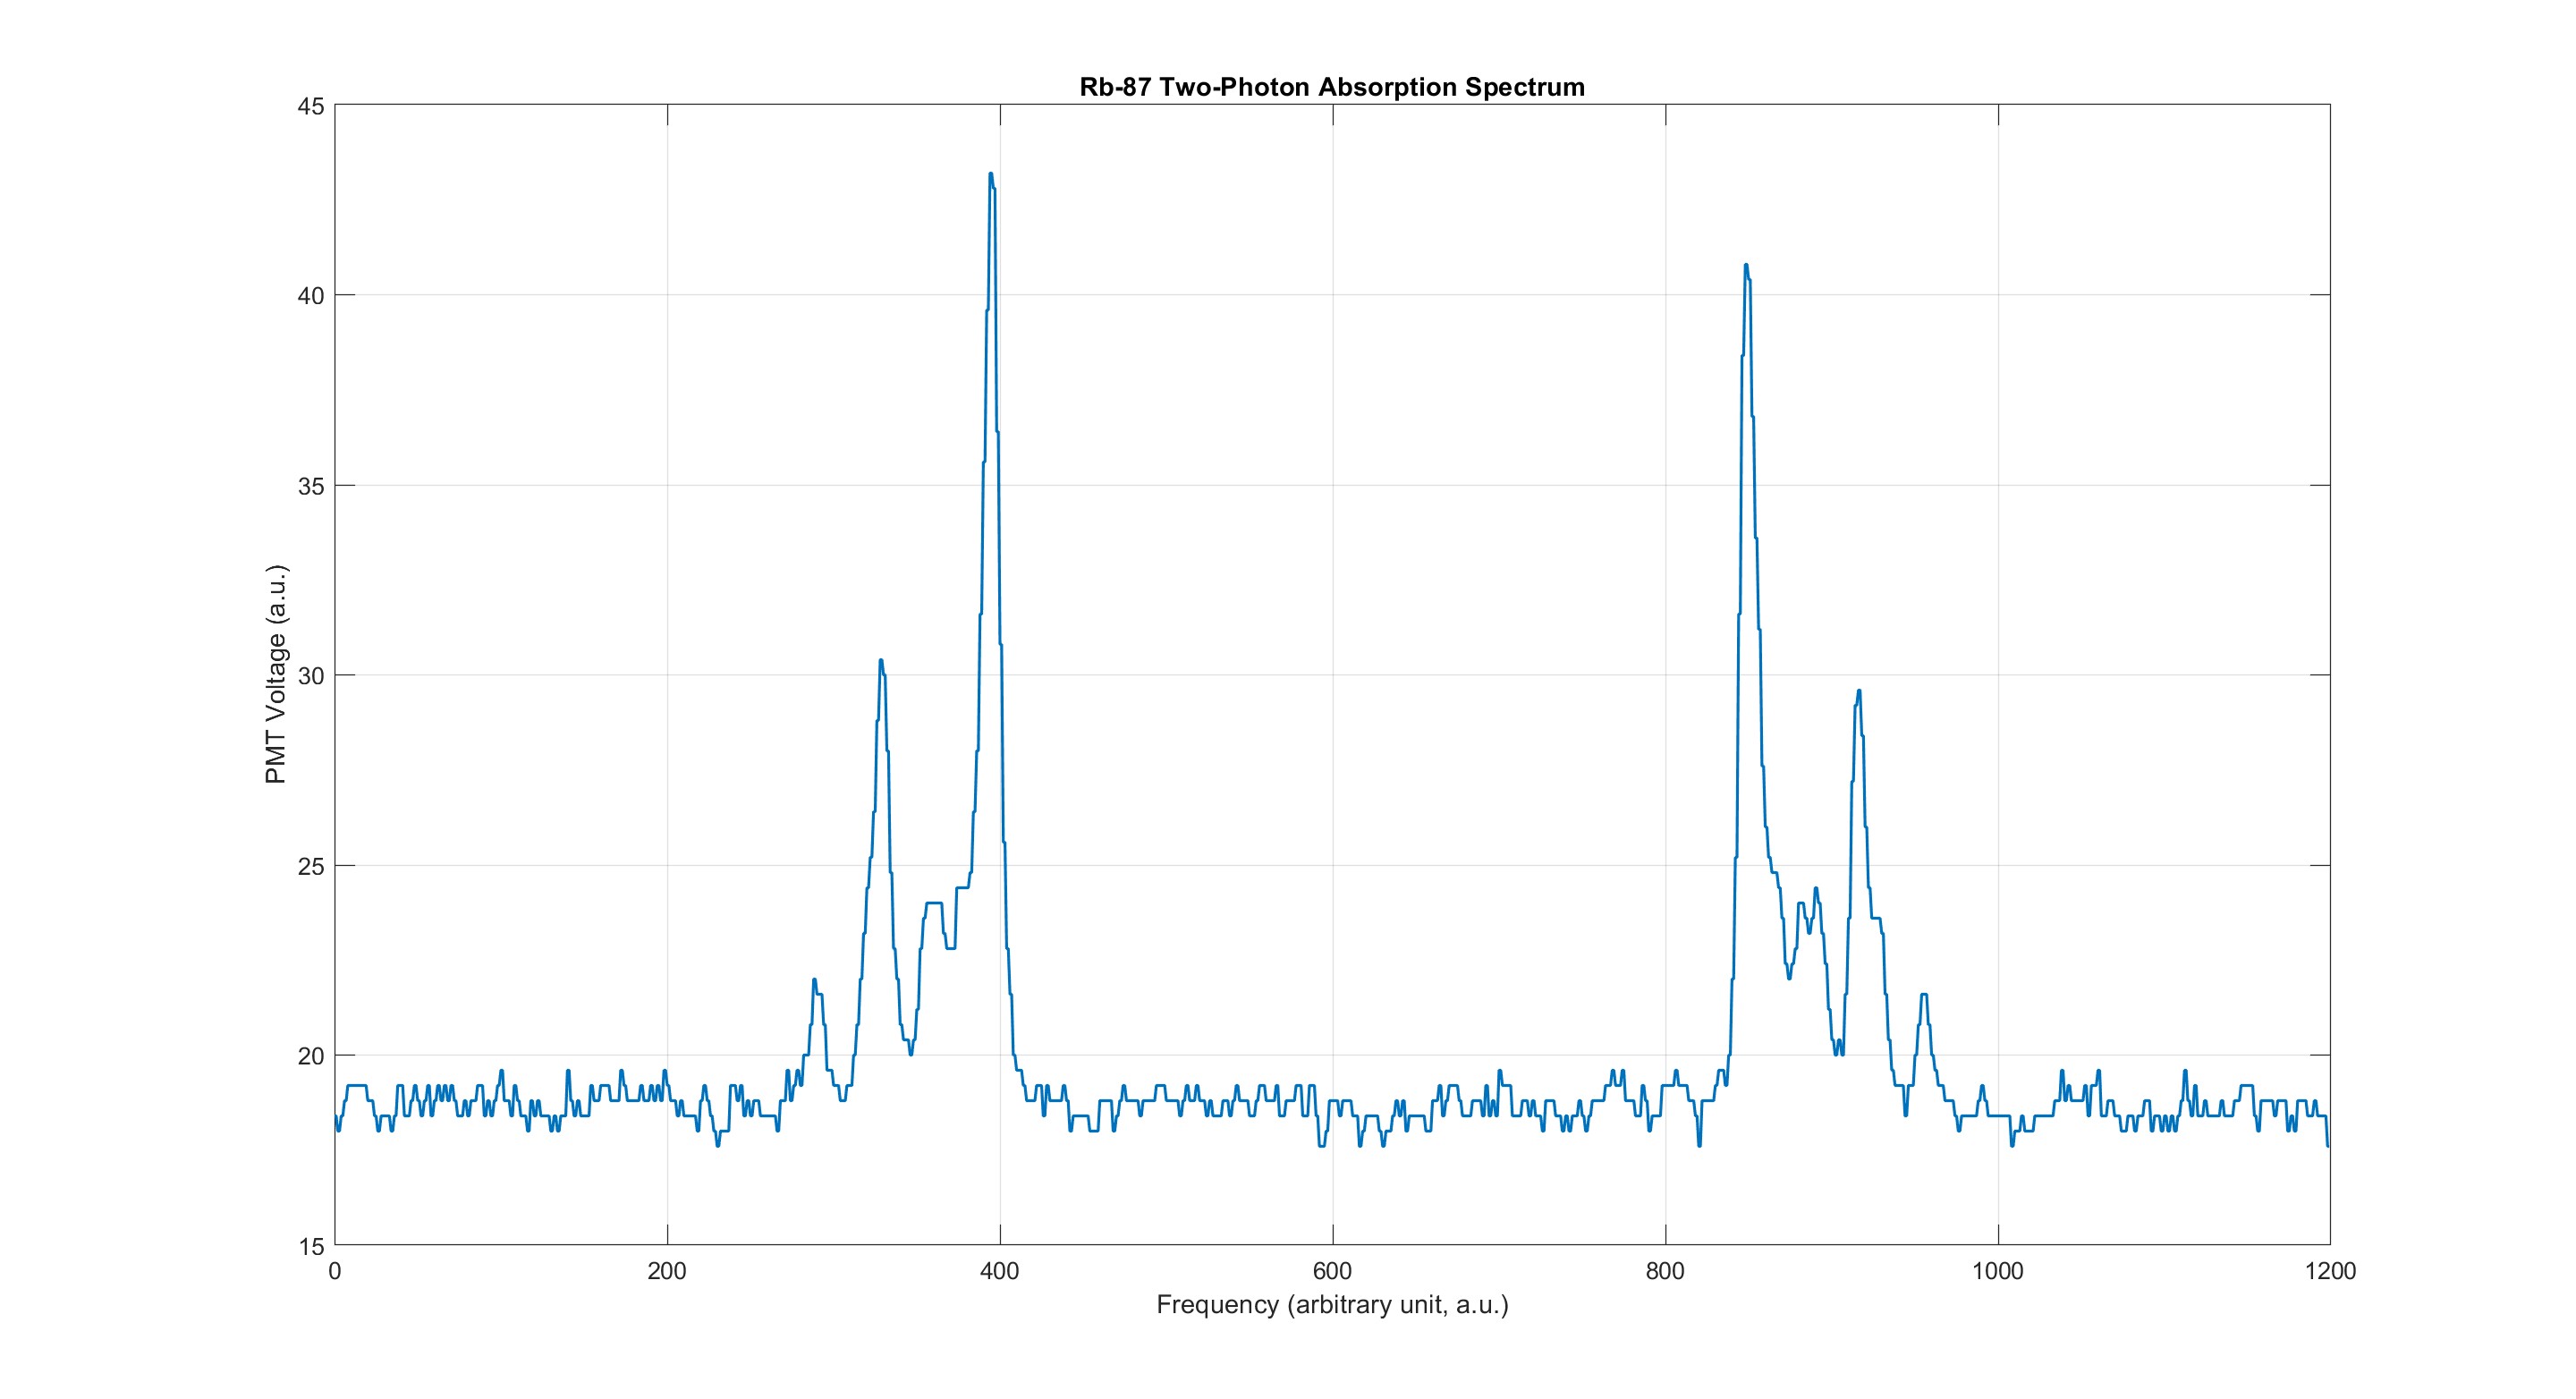 Rb-87 Two-Photon Absorption Spectrum
45
40
35
30
25
20
15
PMT Voltage (a.u.)
0 200 400 600 800 1000 1200
Frequency (arbitrary unit, a.u.)